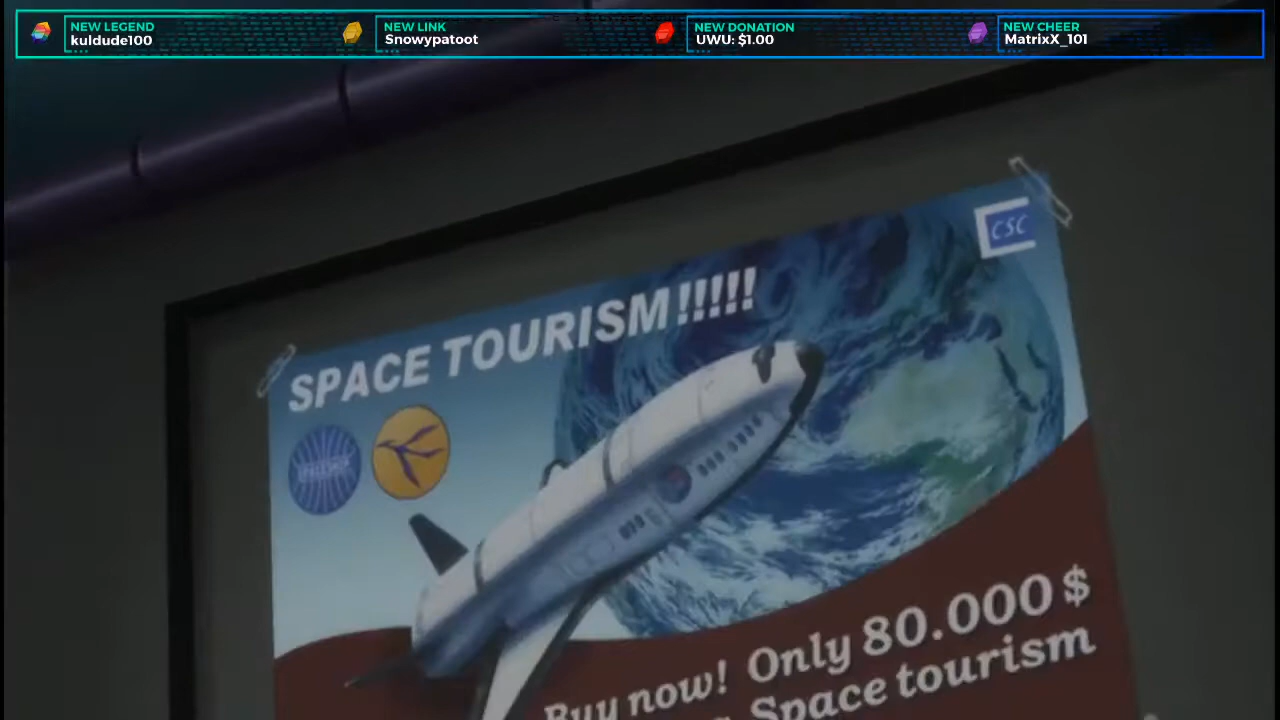 NEW LEGEND
kuldude100
NEW LINK
Snowypatoot
NEW DONATION
UWU: $1.00
NEW CHEER
MatrixX_101
CSC
SPACE TOURISM!!!!!
Buy now! Only 80.000 $
Space tourism